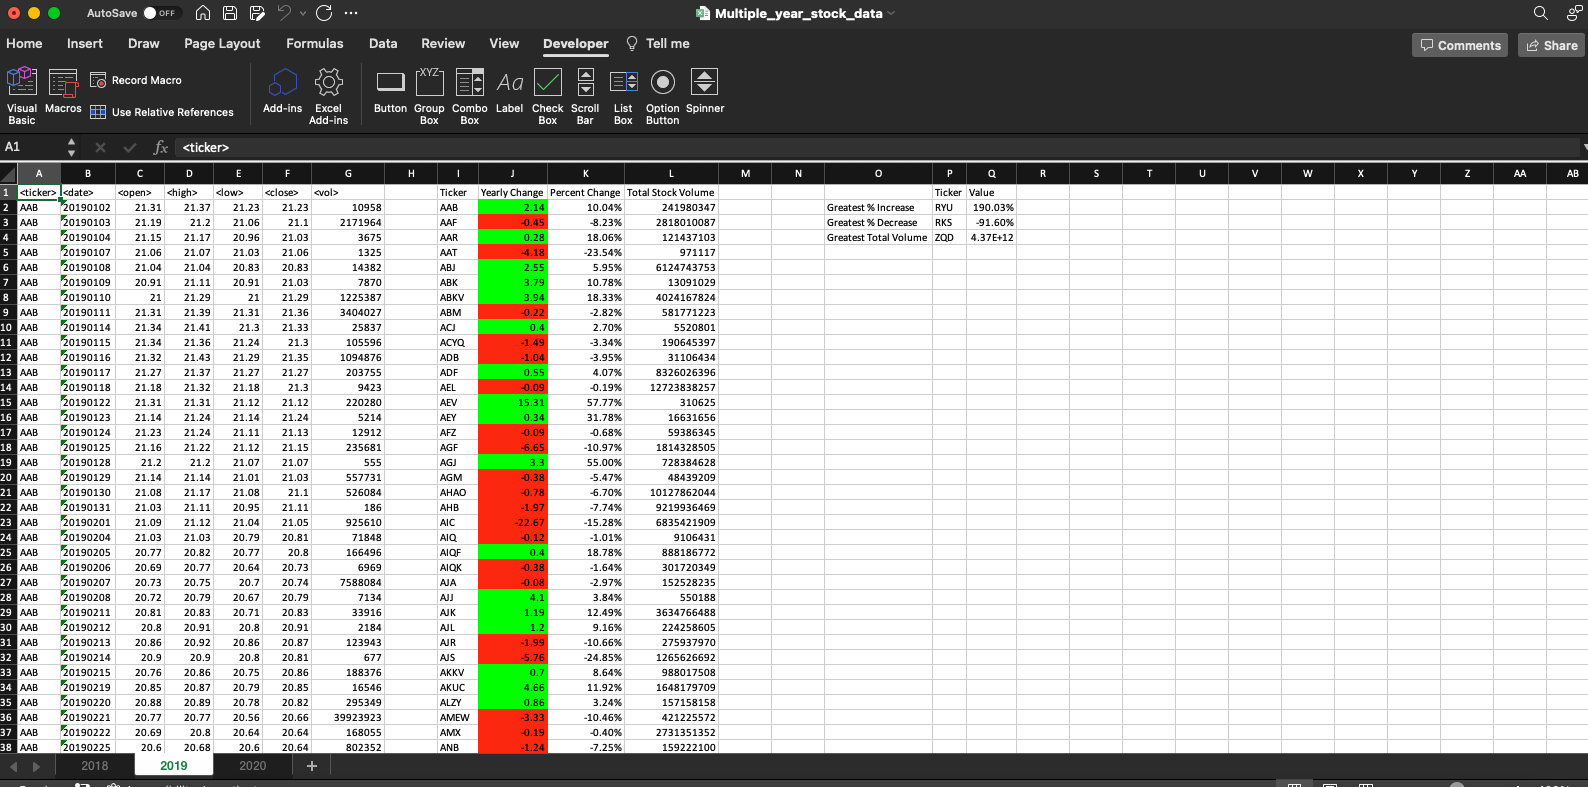 AutoSave OFF Multiple_year_stock_data
Home Insert Draw Page Layout Formulas Data Review View Developer Tell me Comments Share
Visual Basic Macros Record Macro Use Relative References Add-ins Excel Add-ins Button Group Box Combo Box Label Check Box Scroll Bar List Box Option Button Spinner
XYZ Aa
A1 fx <ticker>
A B C D E F G H I J K L M N O P Q R S T U V W X Y Z AA AB
1 <ticker> <date> <open> <high> <low> <close> <vol> Ticker Yearly Change Percent Change Total Stock Volume Ticker Value
2 AAB 20190102 21.31 21.37 21.23 21.23 10958 AAB 2.14 10.04% 241980347 Greatest % Increase RYU 190.03%
3 AAB 20190103 21.19 21.2 21.06 21.1 2171964 AAF -0.45 -8.23% 2818010087 Greatest % Decrease RKS -91.60%
4 AAB 20190104 21.15 21.17 20.96 21.03 3675 AAR 0.28 18.06% 121437103 Greatest Total Volume ZQD 4.37E+12
5 AAB 20190107 21.06 21.07 21.03 21.06 1325 AAT -4.18 -23.54% 971117
6 AAB 20190108 21.04 21.04 20.83 20.83 14382 ABJ 2.55 5.95% 6124743753
7 AAB 20190109 20.91 21.11 20.91 21.03 7870 ABK 3.79 10.78% 13091029
8 AAB 20190110 21 21.29 21 21.29 1225387 ABKV 3.94 18.33% 4024167824
9 AAB 20190111 21.31 21.39 21.31 21.36 3404027 ABM -0.22 -2.82% 581771223
10 AAB 20190114 21.34 21.41 21.3 21.33 25837 ACJ 0.4 2.70% 5520801
11 AAB 20190115 21.34 21.36 21.24 21.3 105596 ACYQ -1.49 -3.34% 190645397
12 AAB 20190116 21.32 21.43 21.29 21.35 1094876 ADB -1.04 -3.95% 31106434
13 AAB 20190117 21.27 21.37 21.27 21.27 203755 ADF 0.55 4.07% 8326026396
14 AAB 20190118 21.18 21.32 21.18 21.3 9423 AEL -0.09 -0.19% 12723838257
15 AAB 20190122 21.31 21.31 21.12 21.12 220280 AEV 15.31 57.77% 310625
16 AAB 20190123 21.14 21.24 21.14 21.24 5214 AEY 0.34 31.78% 16631656
17 AAB 20190124 21.23 21.24 21.11 21.13 12912 AFZ -0.09 -0.68% 59386345
18 AAB 20190125 21.16 21.22 21.12 21.15 235681 AGF -6.65 -10.97% 1814328505
19 AAB 20190128 21.2 21.2 21.07 21.07 555 AGJ 3.3 55.00% 728384628
20 AAB 20190129 21.14 21.14 21.01 21.03 557731 AGM -0.38 -5.47% 48439209
21 AAB 20190130 21.08 21.17 21.08 21.1 526084 AHAO -0.78 -6.70% 10127862044
22 AAB 20190131 21.03 21.11 20.95 21.11 186 AHB -1.97 -7.74% 9219936469
23 AAB 20190201 21.09 21.12 21.04 21.05 925610 AIC -22.67 -15.28% 6835421909
24 AAB 20190204 21.03 21.03 20.79 20.81 71848 AIQ -0.12 -1.01% 9106431
25 AAB 20190205 20.77 20.82 20.77 20.8 166496 AIQF 0.4 18.78% 888186772
26 AAB 20190206 20.69 20.77 20.64 20.73 6969 AIQK -0.38 -1.64% 301720349
27 AAB 20190207 20.73 20.75 20.7 20.74 7588084 AJA -0.08 -2.97% 152528235
28 AAB 20190208 20.72 20.79 20.67 20.79 7134 AJJ 4.1 3.84% 550188
29 AAB 20190211 20.81 20.83 20.71 20.83 33916 AJK 1.19 12.49% 3634766488
30 AAB 20190212 20.8 20.91 20.8 20.91 2184 AJL 1.2 9.16% 224258605
31 AAB 20190213 20.86 20.92 20.86 20.87 123943 AJR -1.99 -10.66% 275937970
32 AAB 20190214 20.9 20.9 20.8 20.81 677 AJS -5.76 -24.85% 1265626692
33 AAB 20190215 20.76 20.86 20.75 20.86 188376 AKKV 0.7 8.64% 988017508
34 AAB 20190219 20.85 20.87 20.79 20.85 16546 AKUC 4.66 11.92% 1648179709
35 AAB 20190220 20.88 20.89 20.78 20.82 295349 ALZY 0.86 3.24% 157158158
36 AAB 20190221 20.77 20.77 20.56 20.66 39923923 AMEW -3.33 -10.46% 421225572
37 AAB 20190222 20.69 20.8 20.64 20.64 168055 AMX -0.19 -0.40% 2731351352
38 AAB 20190225 20.6 20.68 20.6 20.64 802352 ANB -1.24 -7.25% 159222100
2018 2019 2020 +